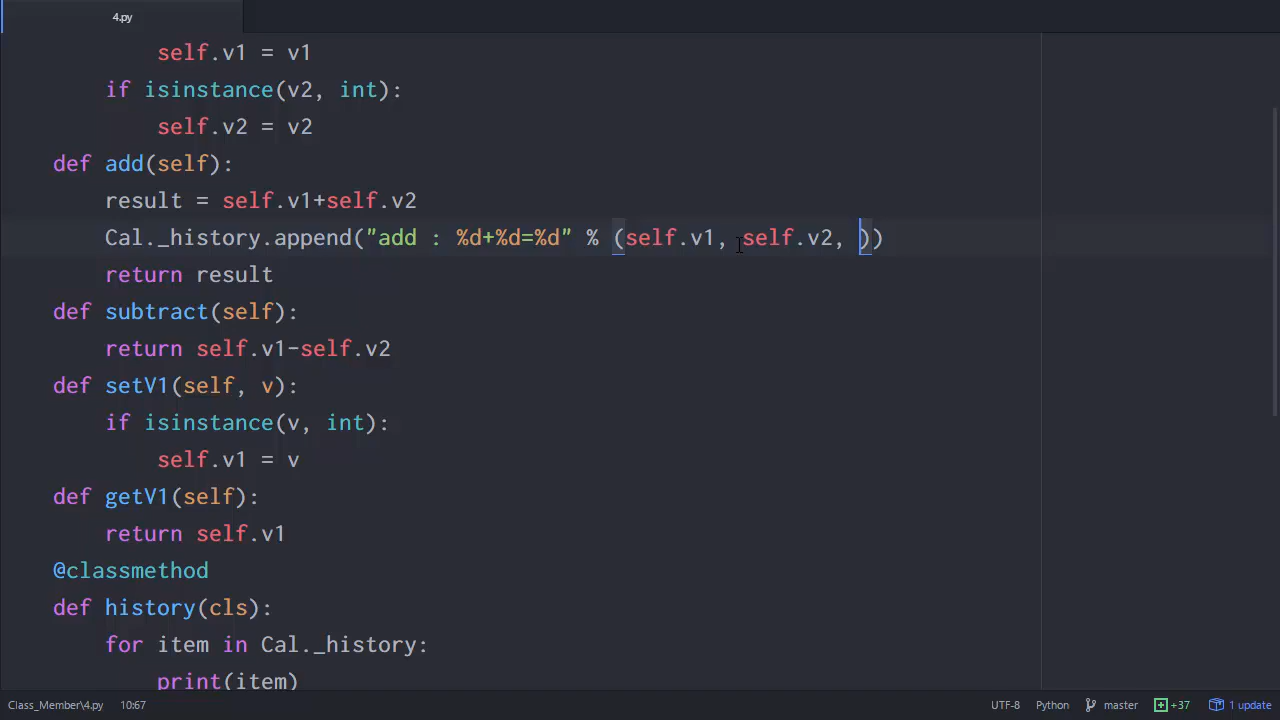 4.py
self.v1 = v1
if isinstance(v2, int):
self.v2 = v2
def add(self):
result = self.v1+self.v2
Cal._history.append("add : %d+%d=%d" % (self.v1, self.v2, ))
return result
def subtract(self):
return self.v1-self.v2
def setV1(self, v):
if isinstance(v, int):
self.v1 = v
def getV1(self):
return self.v1
@classmethod
def history(cls):
for item in Cal._history:
print(item)
Class_Member\4.py 10:67 UTF-8 Python master +37 1 update